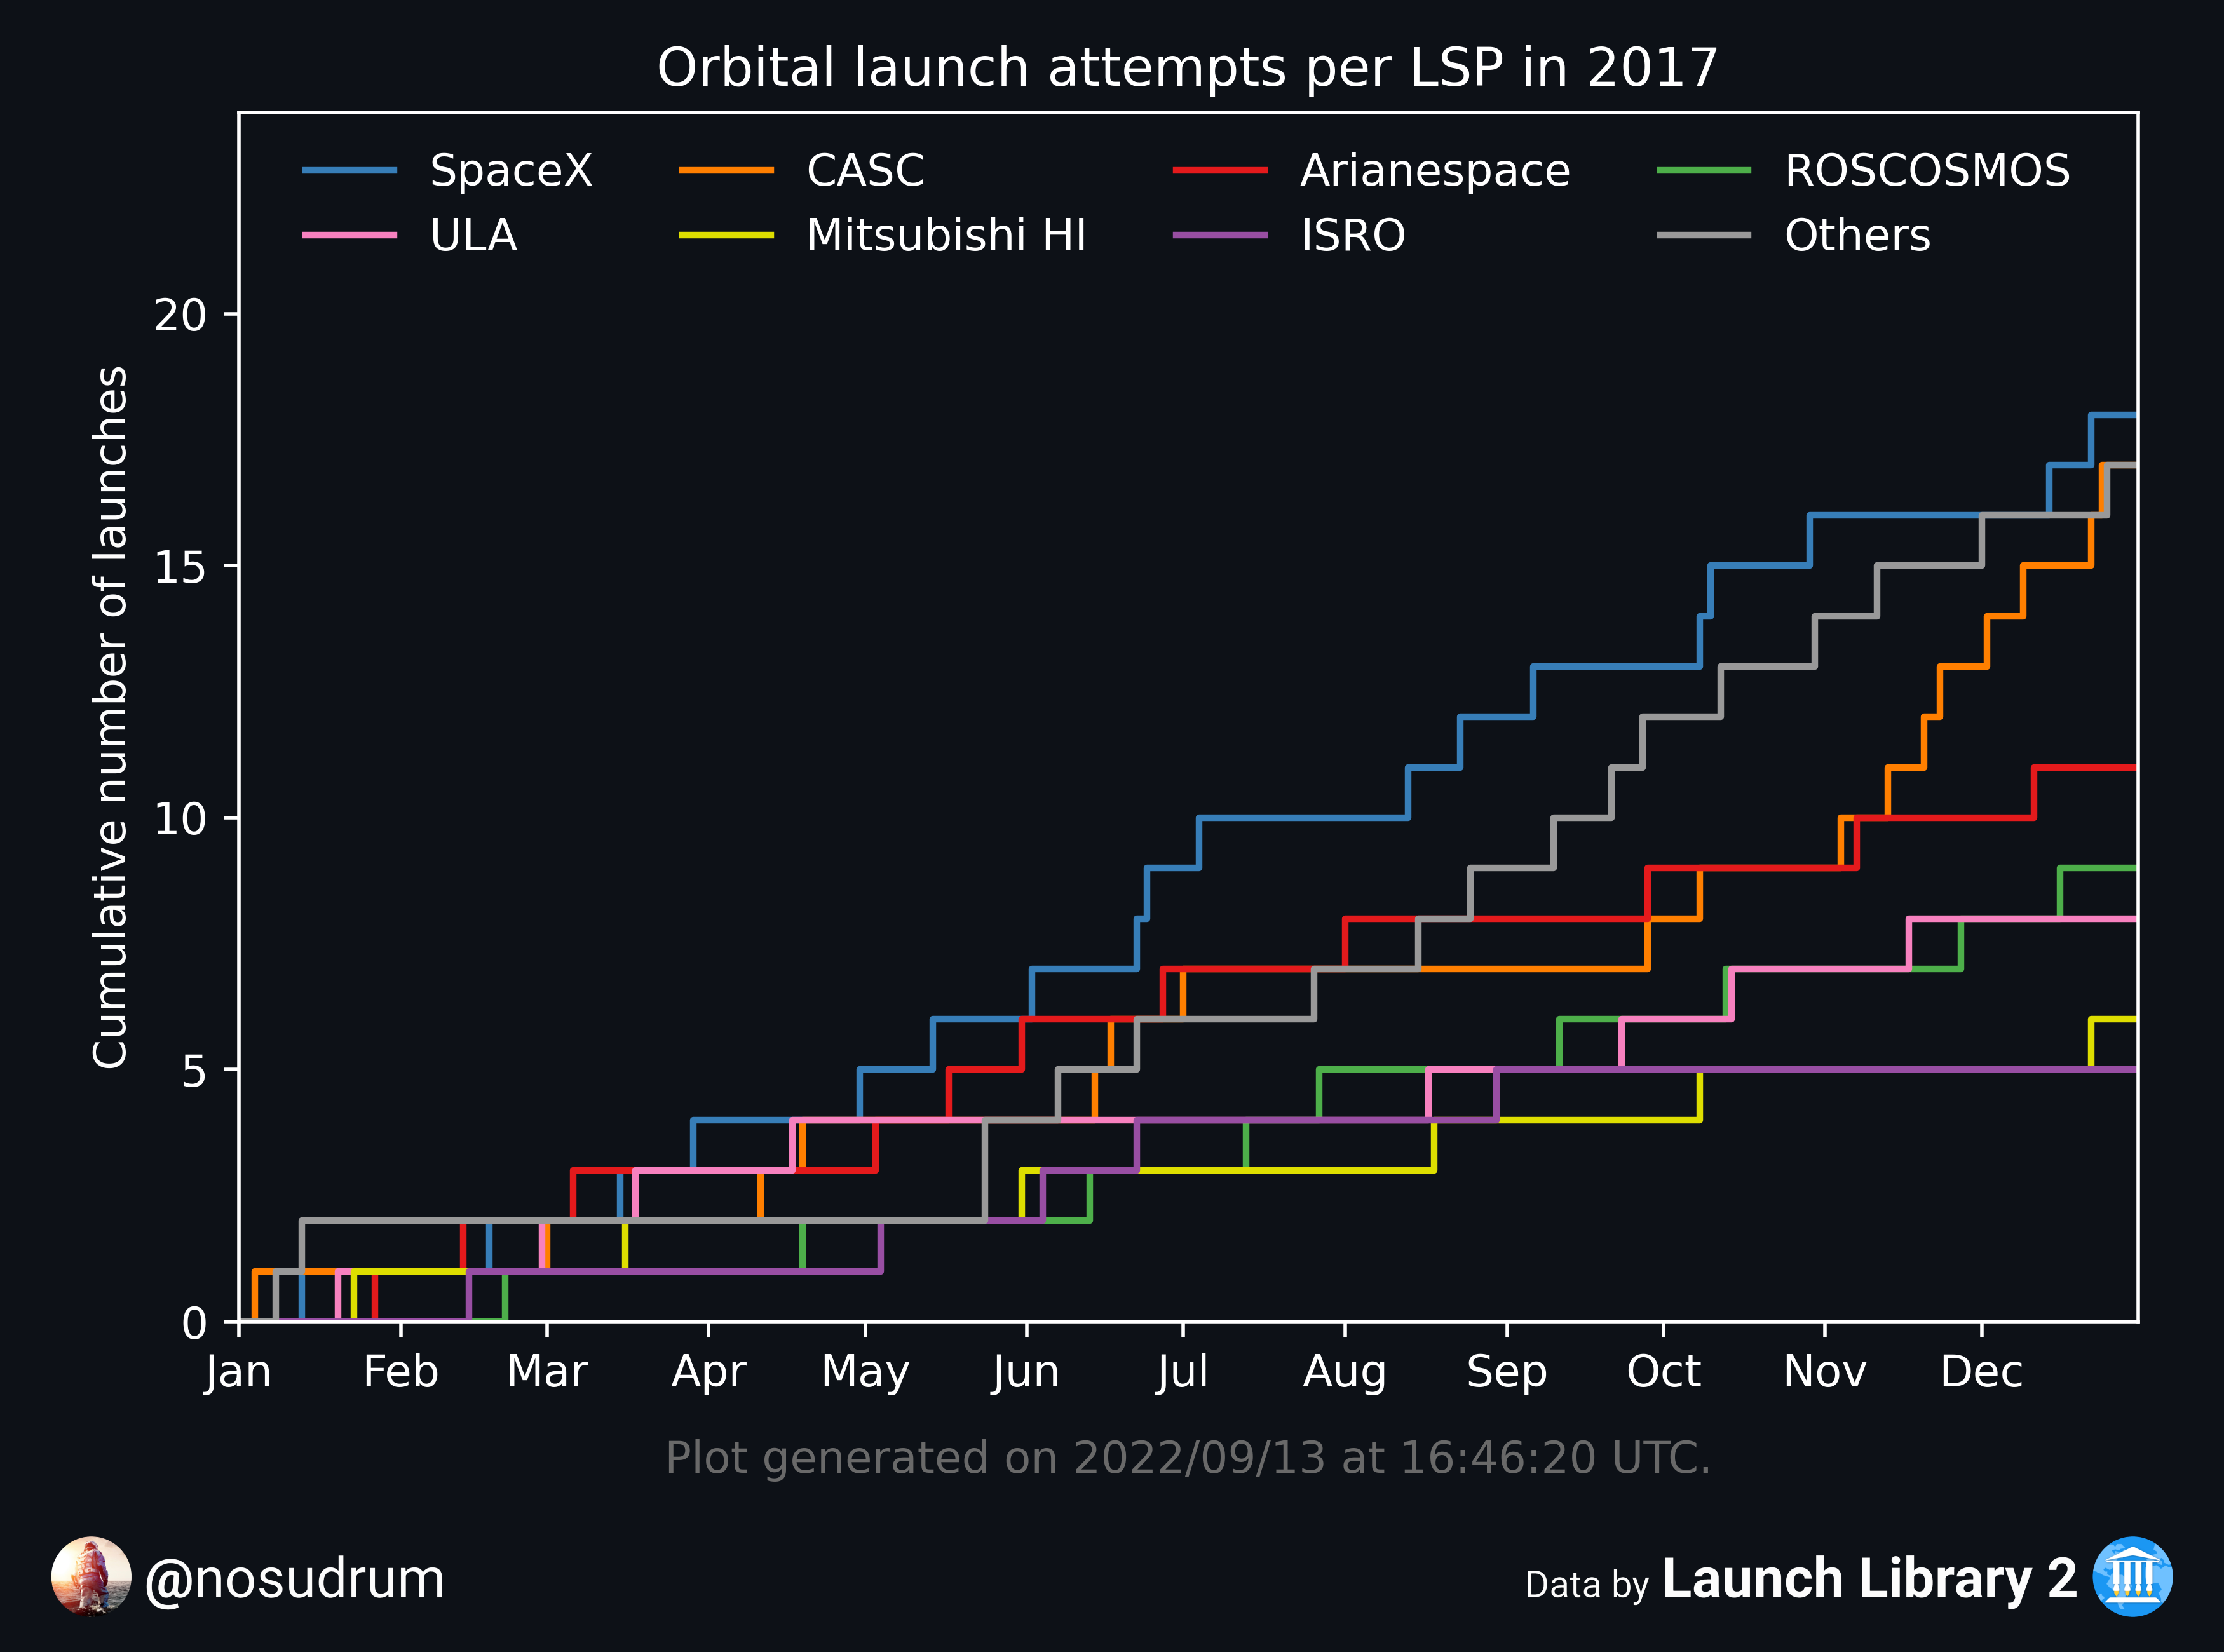 Orbital launch attempts per LSP in 2017
SpaceX CASC Arianespace ROSCOSMOS
ULA Mitsubishi HI ISRO Others
Cumulative number of launches
20
15
10
5
0
Jan Feb Mar Apr May Jun Jul Aug Sep Oct Nov Dec
Plot generated on 2022/09/13 at 16:46:20 UTC.
@nosudrum
Data by Launch Library 2